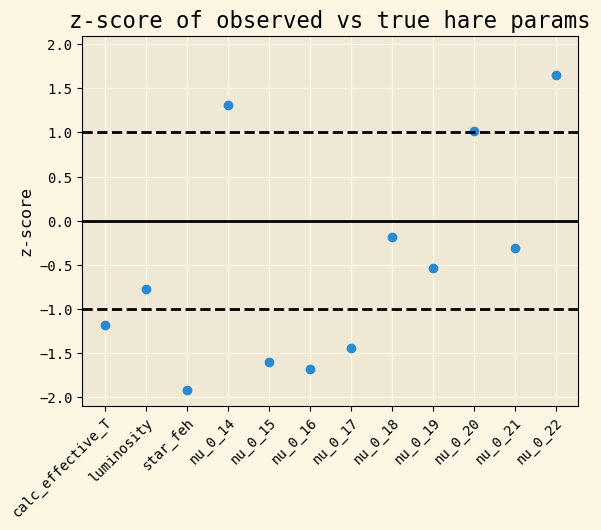 z-score of observed vs true hare params
2.0
1.5
1.0
0.5
0.0
−0.5
−1.0
−1.5
−2.0
z-score
calc_effective_T
luminosity
star_feh
nu_0_14
nu_0_15
nu_0_16
nu_0_17
nu_0_18
nu_0_19
nu_0_20
nu_0_21
nu_0_22